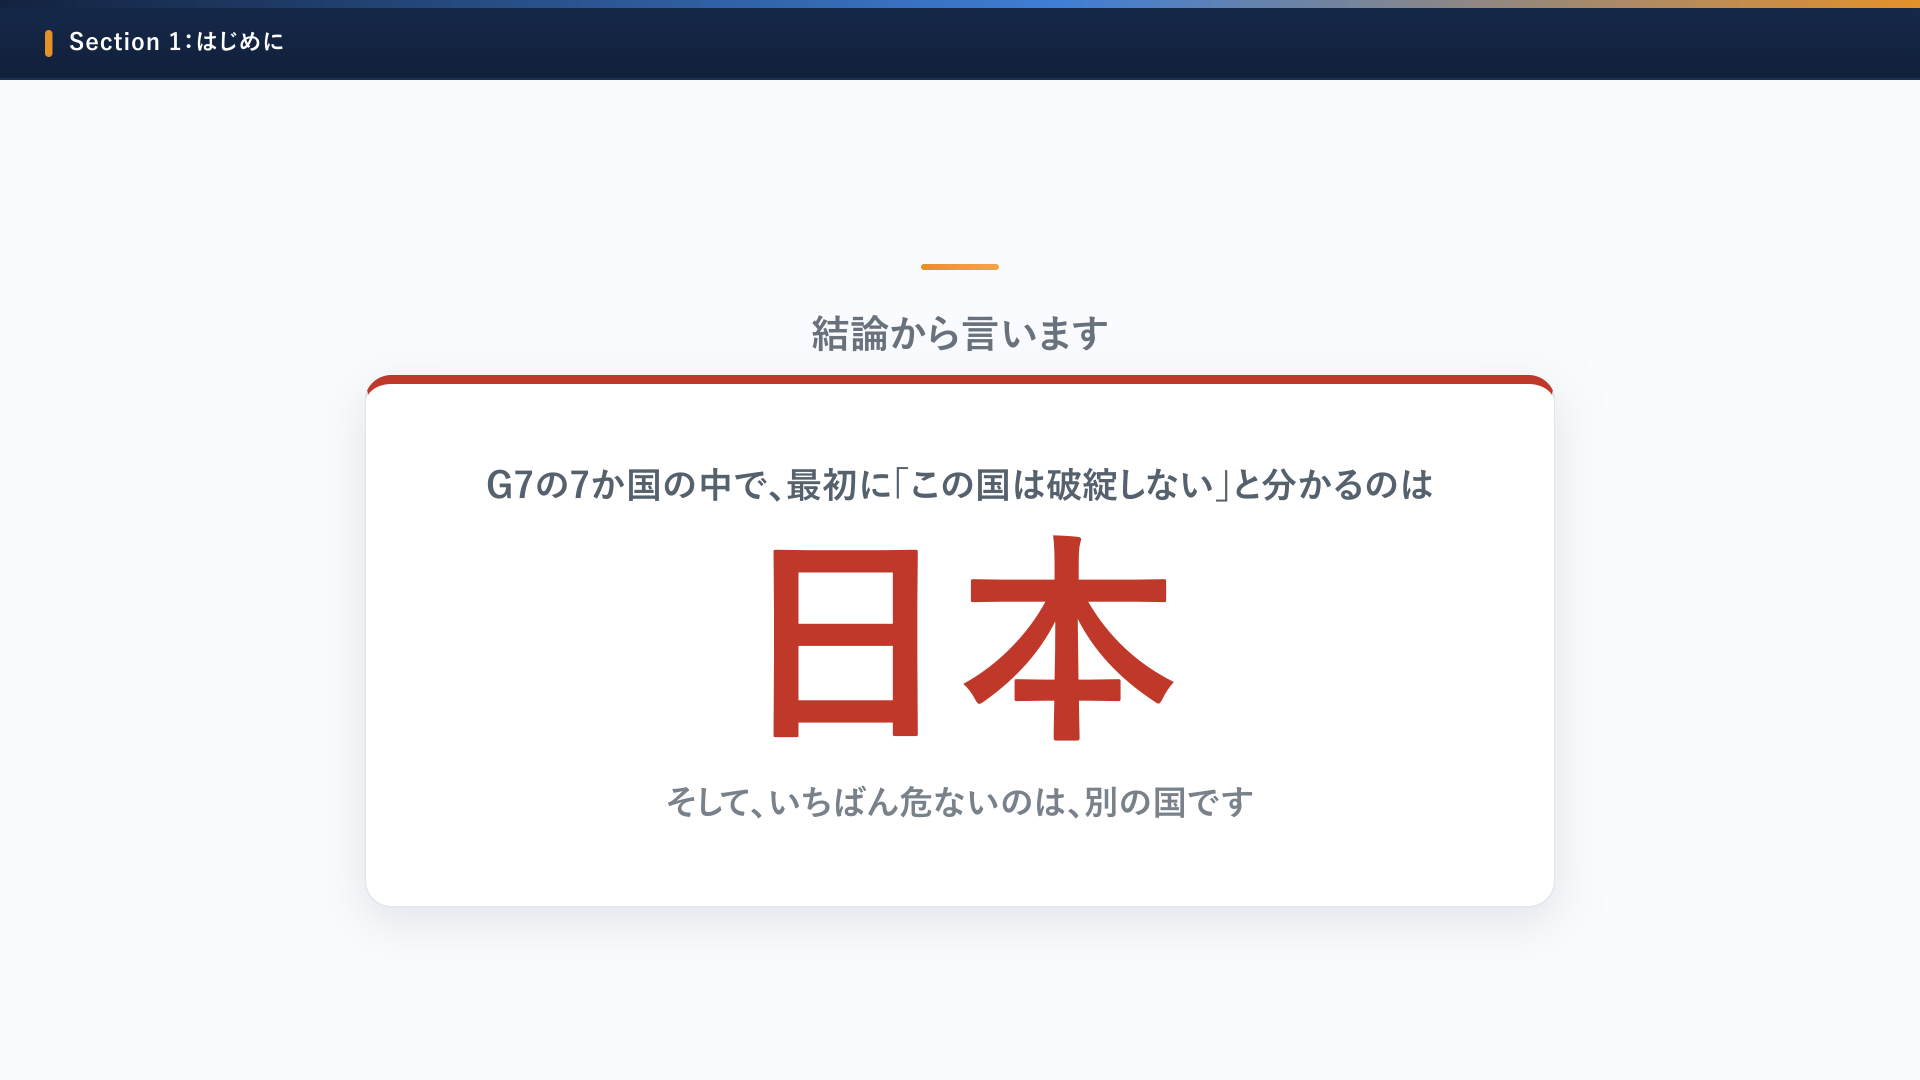 Section 1：はじめに
結論から言います
G7の7か国の中で、最初に「この国は破綻しない」と分かるのは
日本
そして、いちばん危ないのは、別の国です